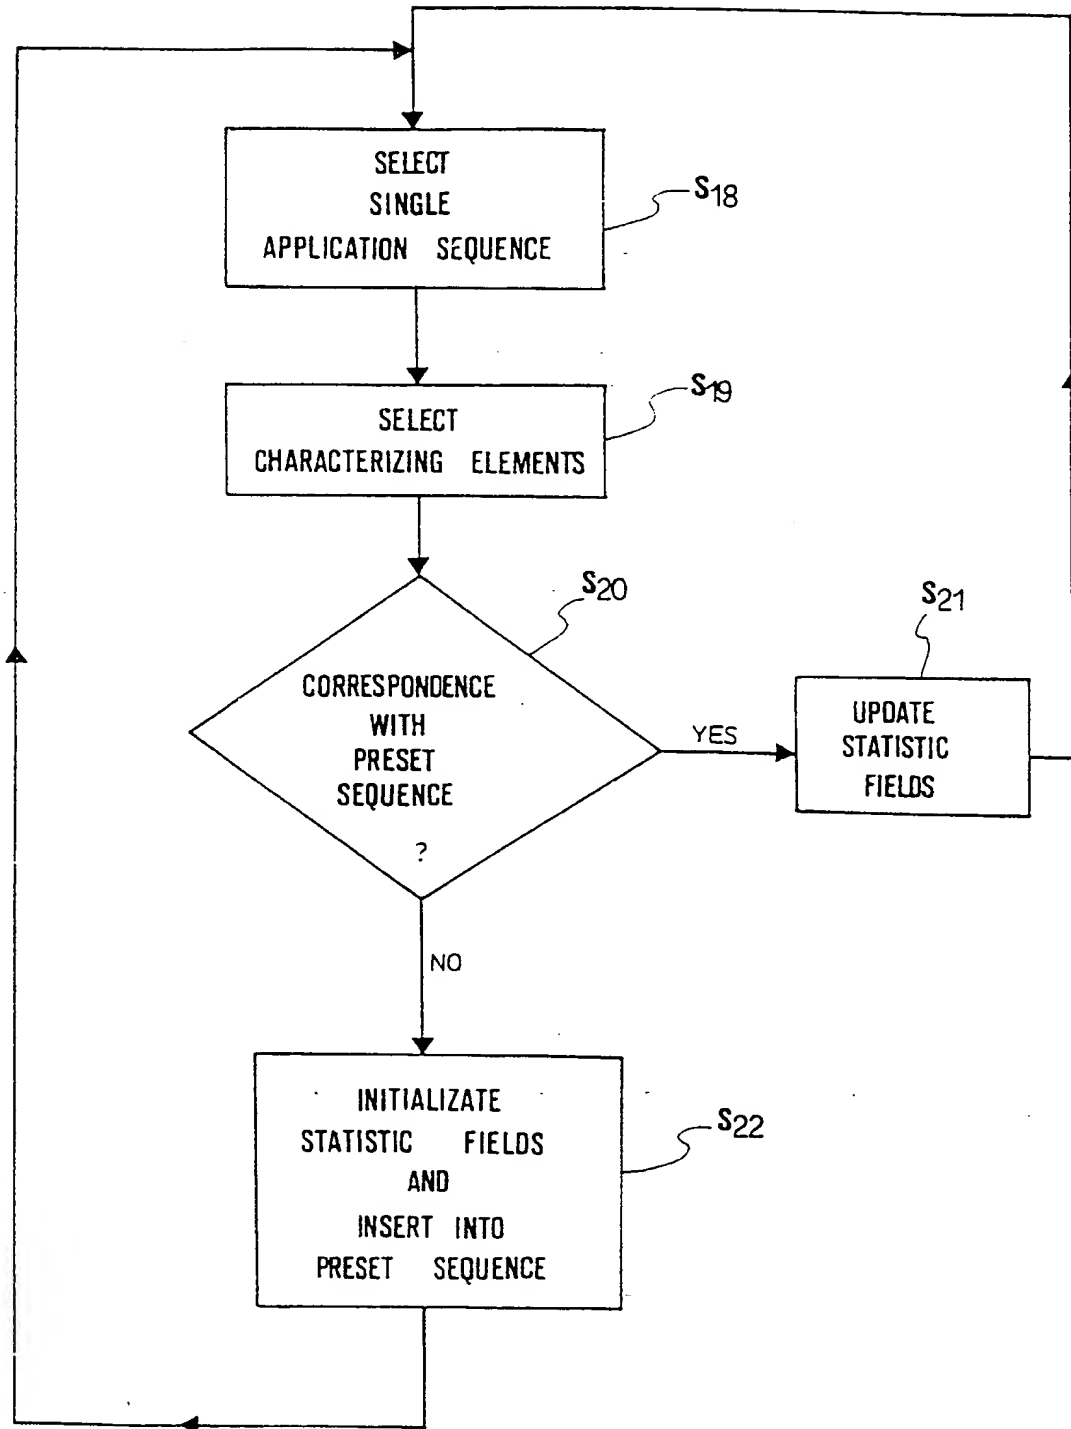 SELECT
SINGLE
APPLICATION SEQUENCE
S18
SELECT
CHARACTERIZING ELEMENTS
S19
S20
CORRESPONDENCE
WITH
PRESET
SEQUENCE
?
YES
S21
UPDATE
STATISTIC
FIELDS
NO
INITIALIZATE
STATISTIC FIELDS
AND
INSERT INTO
PRESET SEQUENCE
S22